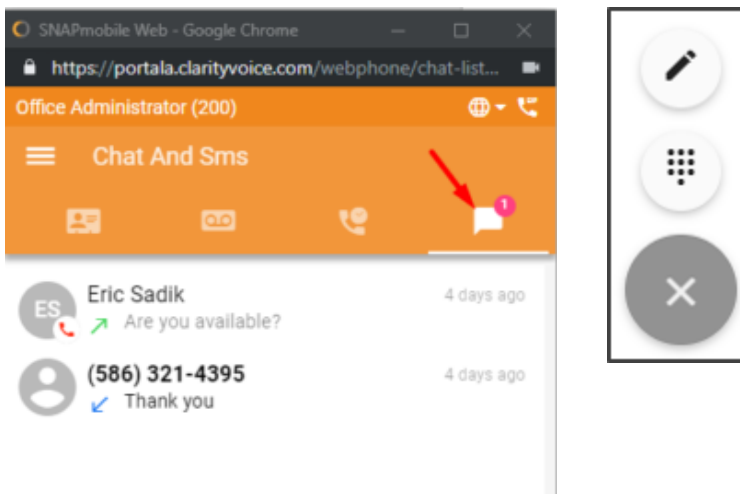 SNAPmobile Web - Google Chrome
https://portala.clarityvoice.com/webphone/chat-list...
Office Administrator (200)
Chat And Sms
1
ES
Eric Sadik
4 days ago
Are you available?
(586) 321-4395
4 days ago
Thank you